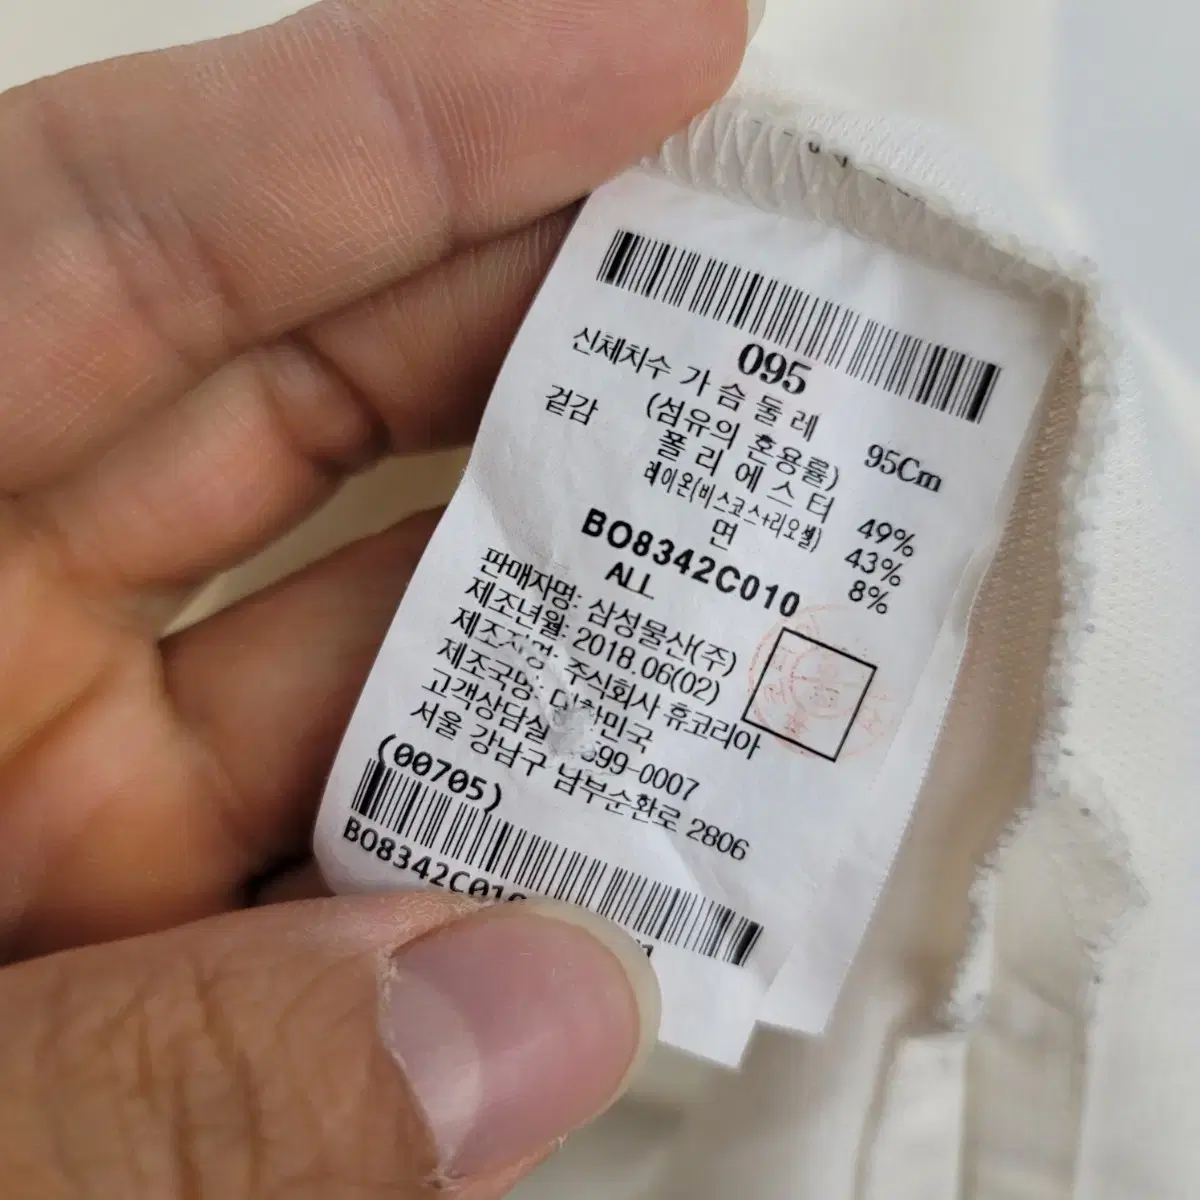 095
신체치수 가슴둘레 95Cm
(섬유의 혼용률)
겉감 폴리에스터 49%
레이온(비스코스+리오셀) 43%
면 8%
BO8342C010
ALL
판매자명: 삼성물산(주)
제조년월: 2018.06(02)
제조자명: 주식회사 휴코리아
제조국명: 대한민국
고객상담실 599-0007
서울 강남구 남부순환로 2806
(00705)
BO8342C010